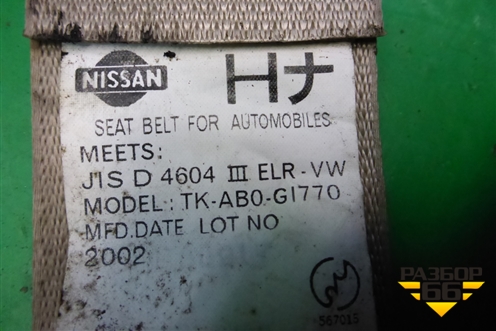 NISSAN
Hナ
SEAT BELT FOR AUTOMOBILES
MEETS:
JIS D 4604 III ELR-VW
MODEL: TK-AB0-GI770
MFD.DATE LOT NO
2002
567015
РАЗБОР
66